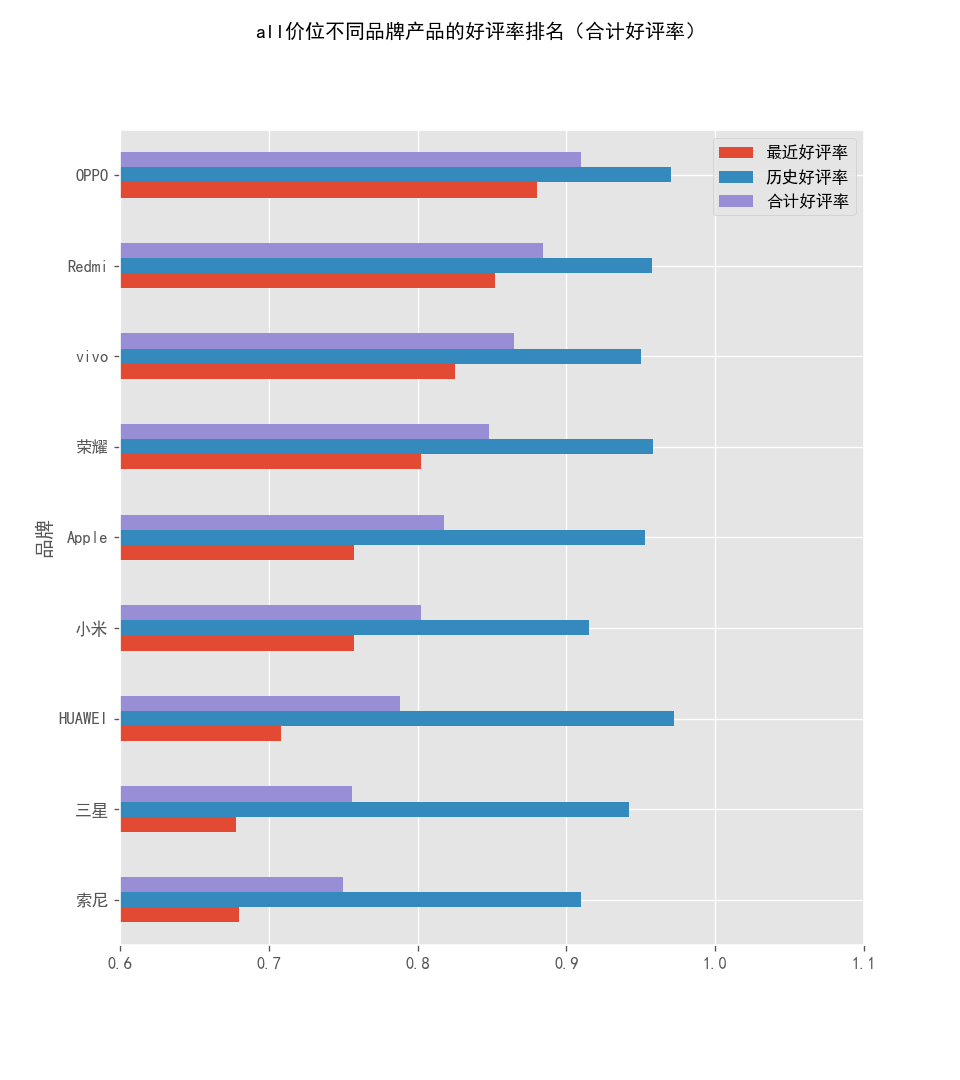 all价位不同品牌产品的好评率排名（合计好评率）
最近好评率
历史好评率
合计好评率
品牌
OPPO
Redmi
vivo
荣耀
Apple
小米
HUAWEI
三星
索尼
0.6 0.7 0.8 0.9 1.0 1.1